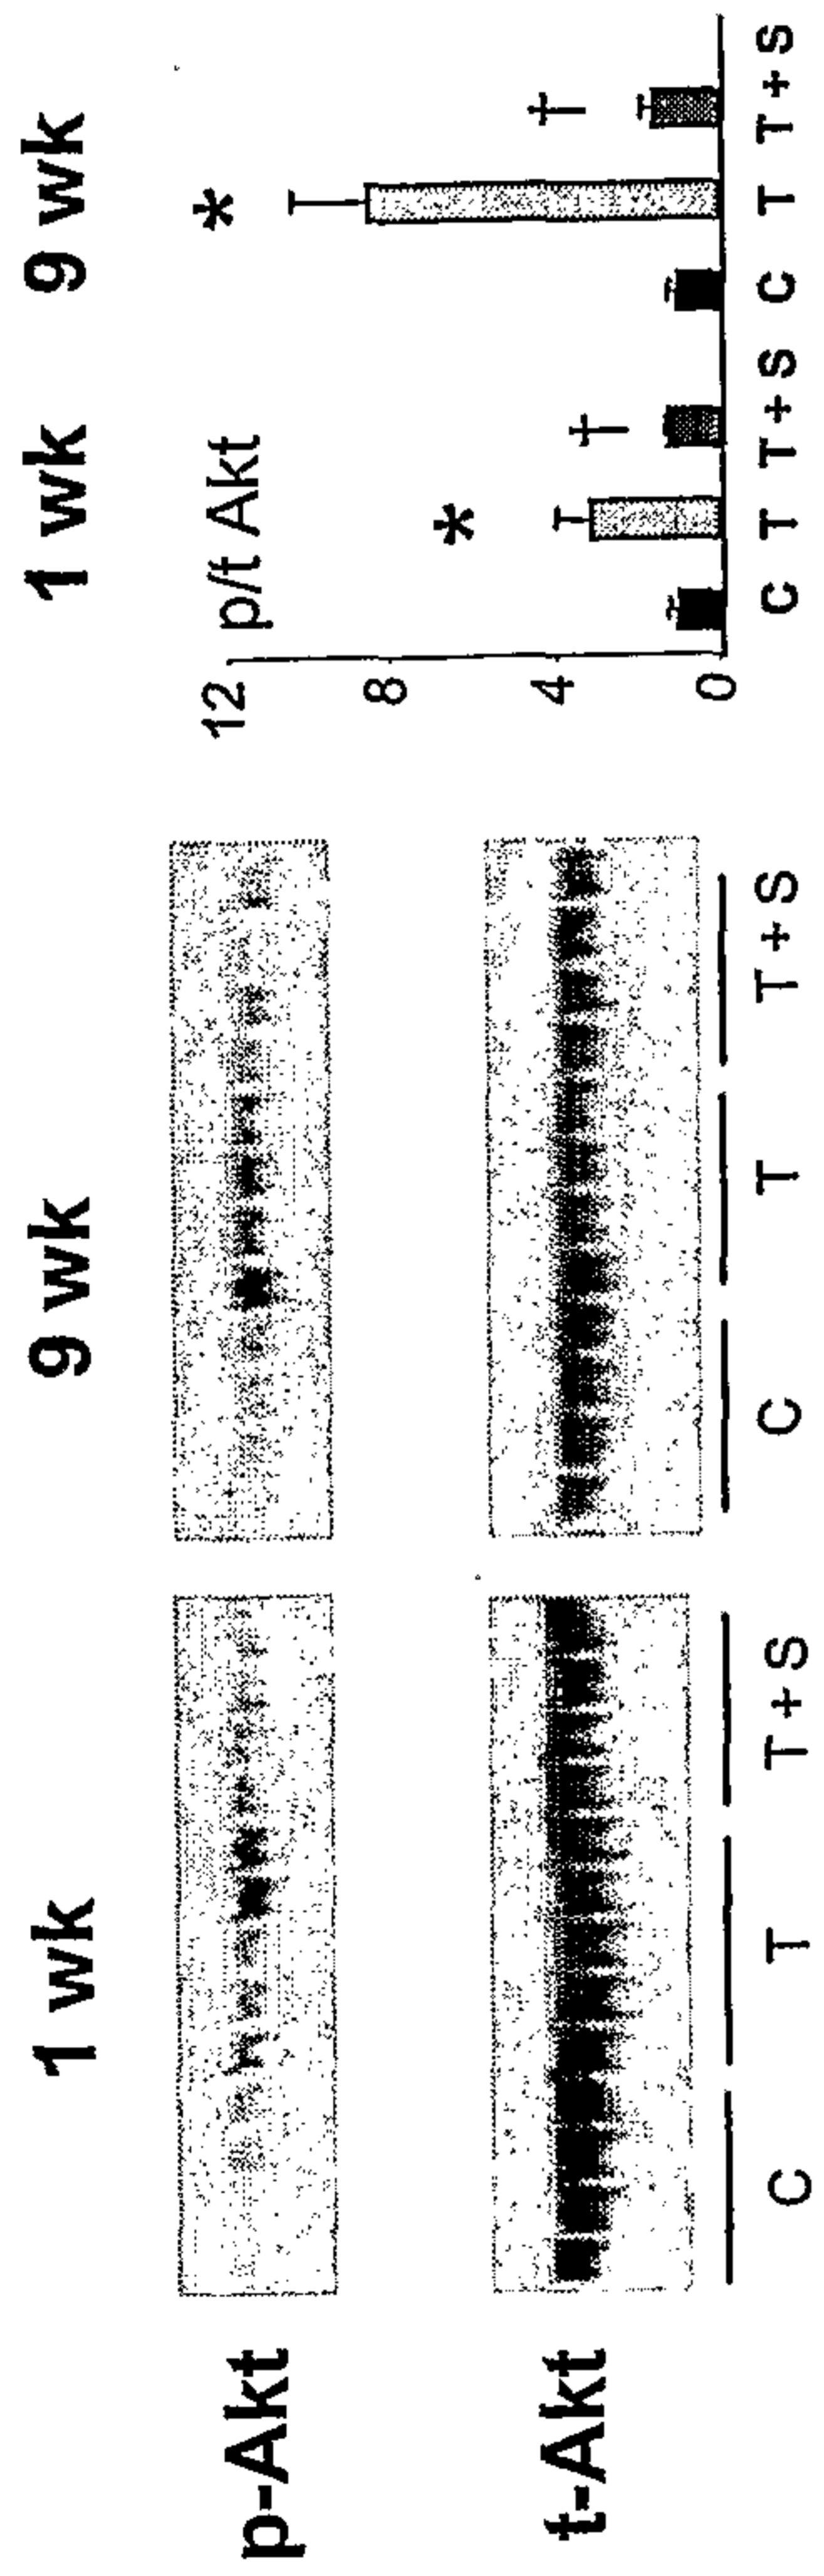 1 wk 9 wk 1 wk 9 wk
p-Akt
t-Akt
C T T + S C T T + S
p/t Akt
12
8
4
0
* † * †
C T T + S C T T + S